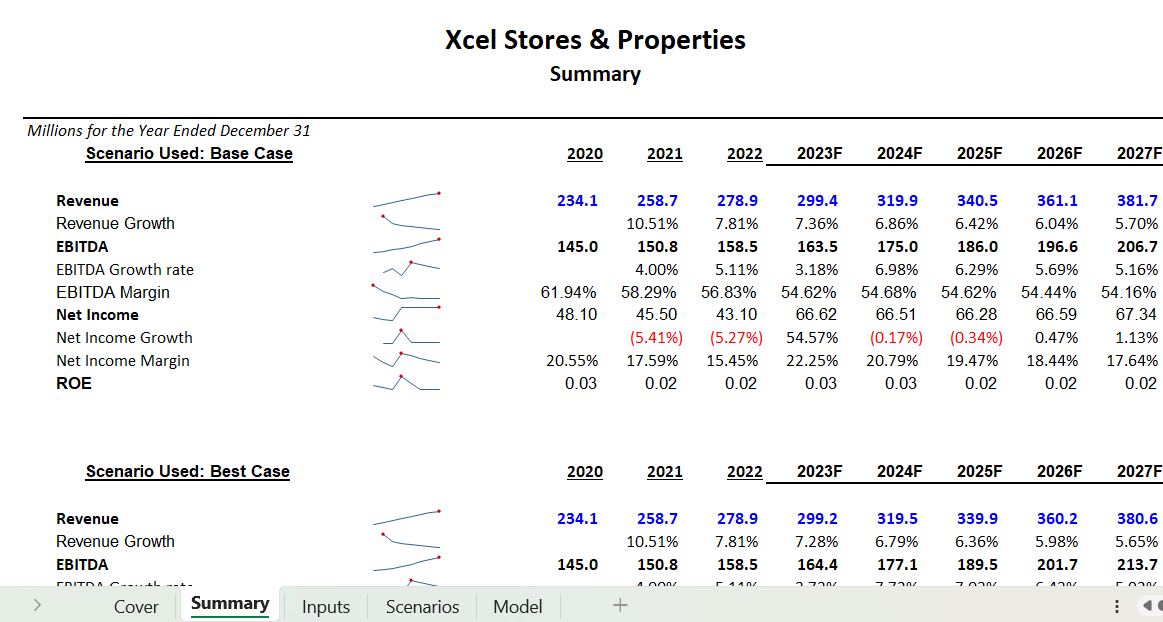 Xcel Stores & Properties
Summary
Millions for the Year Ended December 31
Scenario Used: Base Case 2020 2021 2022 2023F 2024F 2025F 2026F 2027F
Revenue 234.1 258.7 278.9 299.4 319.9 340.5 361.1 381.7
Revenue Growth 10.51% 7.81% 7.36% 6.86% 6.42% 6.04% 5.70%
EBITDA 145.0 150.8 158.5 163.5 175.0 186.0 196.6 206.7
EBITDA Growth rate 4.00% 5.11% 3.18% 6.98% 6.29% 5.69% 5.16%
EBITDA Margin 61.94% 58.29% 56.83% 54.62% 54.68% 54.62% 54.44% 54.16%
Net Income 48.10 45.50 43.10 66.62 66.51 66.28 66.59 67.34
Net Income Growth (5.41%) (5.27%) 54.57% (0.17%) (0.34%) 0.47% 1.13%
Net Income Margin 20.55% 17.59% 15.45% 22.25% 20.79% 19.47% 18.44% 17.64%
ROE 0.03 0.02 0.02 0.03 0.03 0.02 0.02 0.02
Scenario Used: Best Case 2020 2021 2022 2023F 2024F 2025F 2026F 2027F
Revenue 234.1 258.7 278.9 299.2 319.5 339.9 360.2 380.6
Revenue Growth 10.51% 7.81% 7.28% 6.79% 6.36% 5.98% 5.65%
EBITDA 145.0 150.8 158.5 164.4 177.1 189.5 201.7 213.7
EBITDA Growth rate
Cover Summary Inputs Scenarios Model